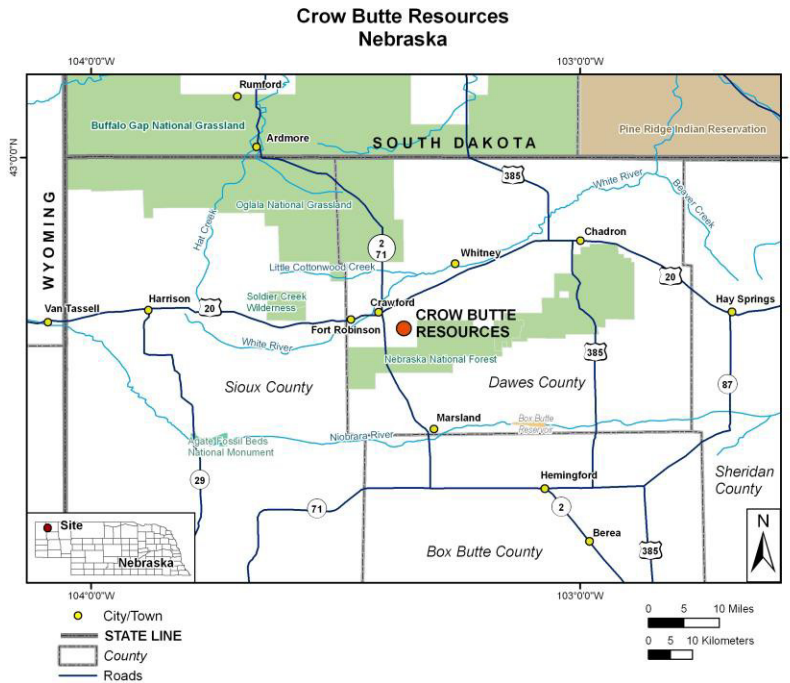 Crow Butte Resources
Nebraska
104°0'0"W
103°0'0"W
Rumford
Buffalo Gap National Grassland
Pine Ridge Indian Reservation
Ardmore
SOUTH DAKOTA
43°0'0"N
385
White River
Beaver Creek
WYOMING
Oglala National Grassland
Hat Creek
2
71
Chadron
Whitney
Little Cottonwood Creek
20
Soldier Creek
Wilderness
Harrison
Crawford
Hay Springs
Van Tassell
20
CROW BUTTE
RESOURCES
Fort Robinson
White River
Nebraska National Forest
385
Sioux County
Dawes County
87
Marsland
Box Butte
Reservoir
Niobrara River
Agate Fossil Beds
National Monument
Sheridan
County
29
Hemingford
71
2
Berea
Box Butte County
385
N
Site
Nebraska
104°0'0"W
103°0'0"W
City/Town
STATE LINE
County
Roads
0 5 10 Miles
0 5 10 Kilometers